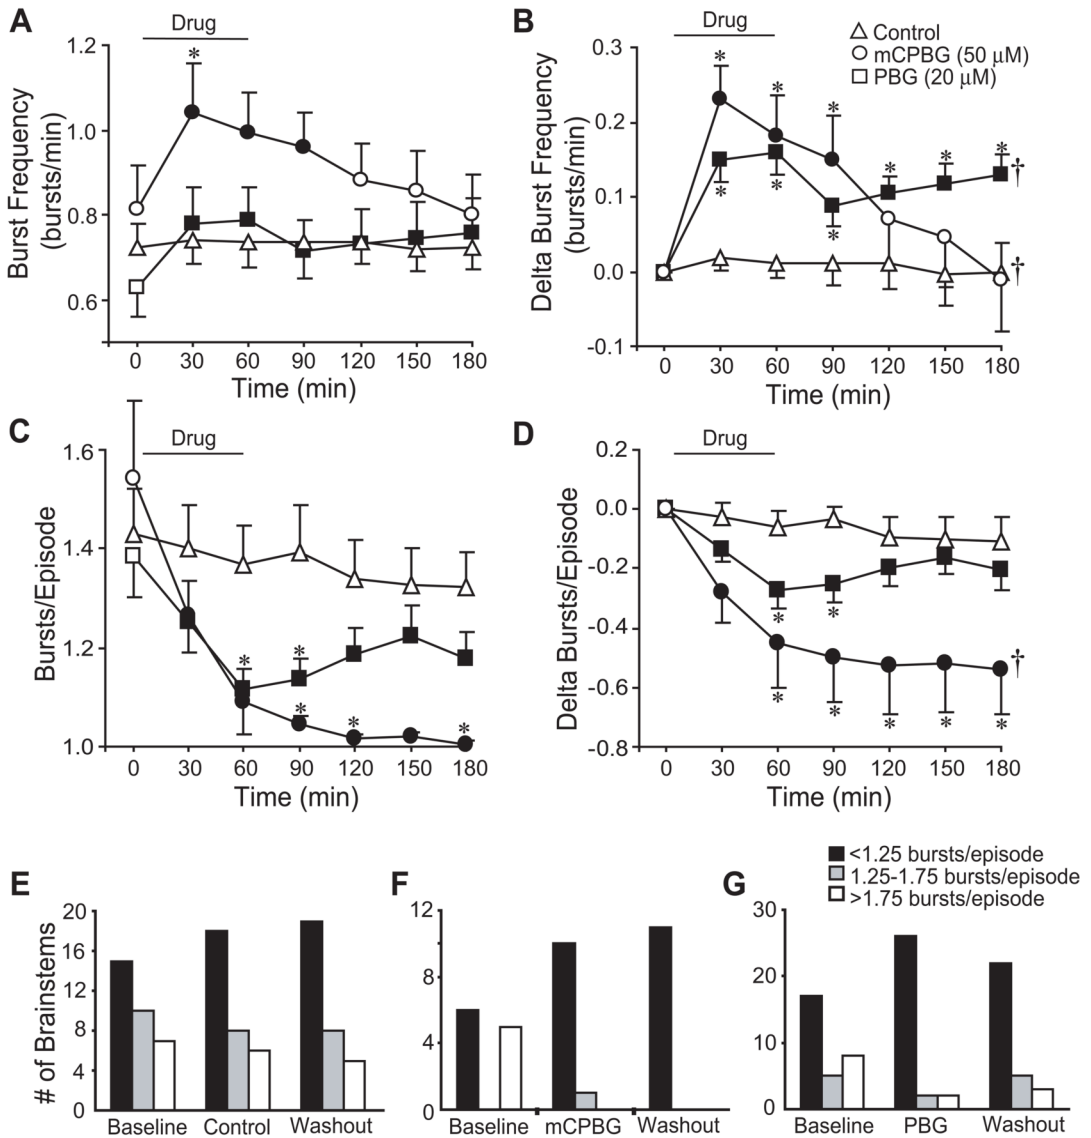 A
Drug
Burst Frequency
(bursts/min)
1.2
1.0
0.8
0.6
*
0 30 60 90 120 150 180
Time (min)
B
Drug
Control
mCPBG (50 μM)
PBG (20 μM)
Delta Burst Frequency
(bursts/min)
0.3
0.2
0.1
0.0
-0.1
* * *
* * *
* * *
†
†
0 30 60 90 120 150 180
Time (min)
C
Drug
Bursts/Episode
1.6
1.4
1.2
1.0
* *
* * *
0 30 60 90 120 150 180
Time (min)
D
Drug
Delta Bursts/Episode
0.2
0.0
-0.2
-0.4
-0.6
-0.8
* *
* * * * *
†
0 30 60 90 120 150 180
Time (min)
<1.25 bursts/episode
1.25-1.75 bursts/episode
>1.75 bursts/episode
E
# of Brainstems
20
16
12
8
4
0
Baseline Control Washout
F
12
8
4
0
Baseline mCPBG Washout
G
30
20
10
0
Baseline PBG Washout